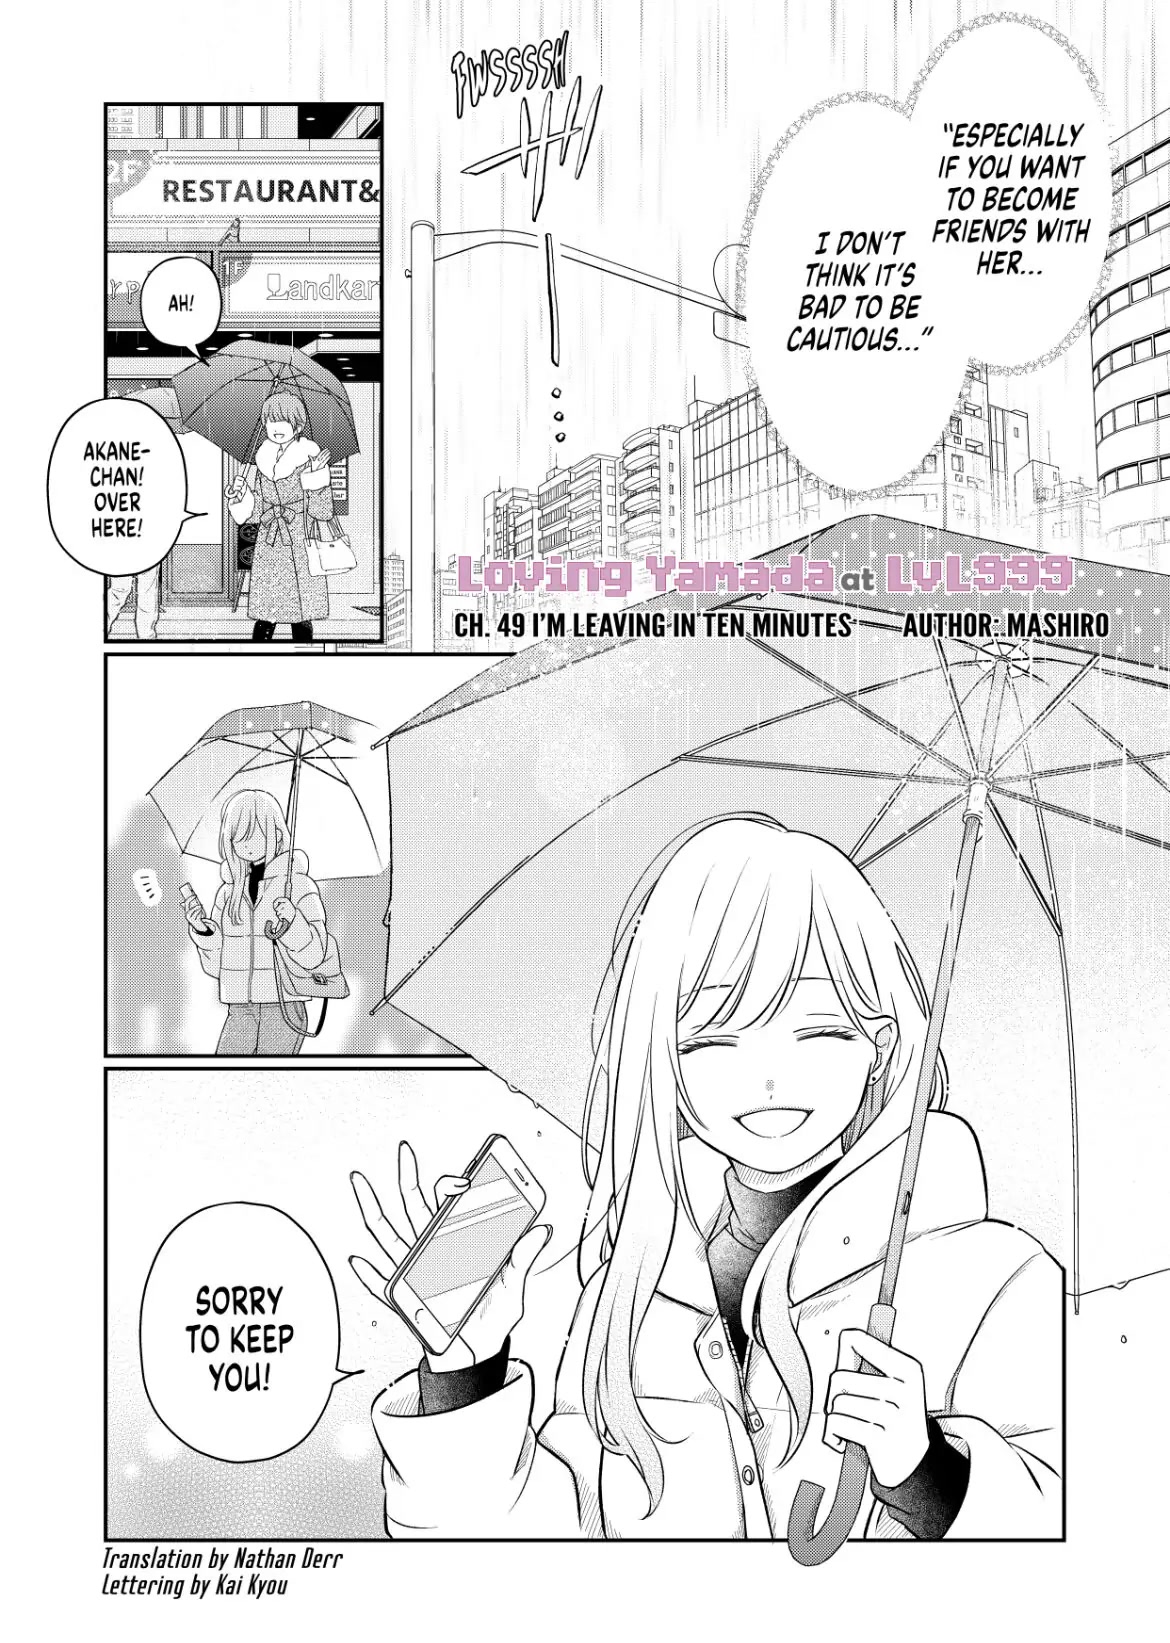 FWSSSSSH
"ESPECIALLY
IF YOU WANT
TO BECOME
FRIENDS WITH
HER...
I DON'T
THINK IT'S
BAD TO BE
CAUTIOUS..."
2F
RESTAURANT&
1F
Landkar
AH!
AKANE-
CHAN!
OVER
HERE!
Loving Yamada at LvL999
CH. 49 I'M LEAVING IN TEN MINUTES AUTHOR: MASHIRO
SORRY
TO KEEP
YOU!
Translation by Nathan Derr
Lettering by Kai Kyou